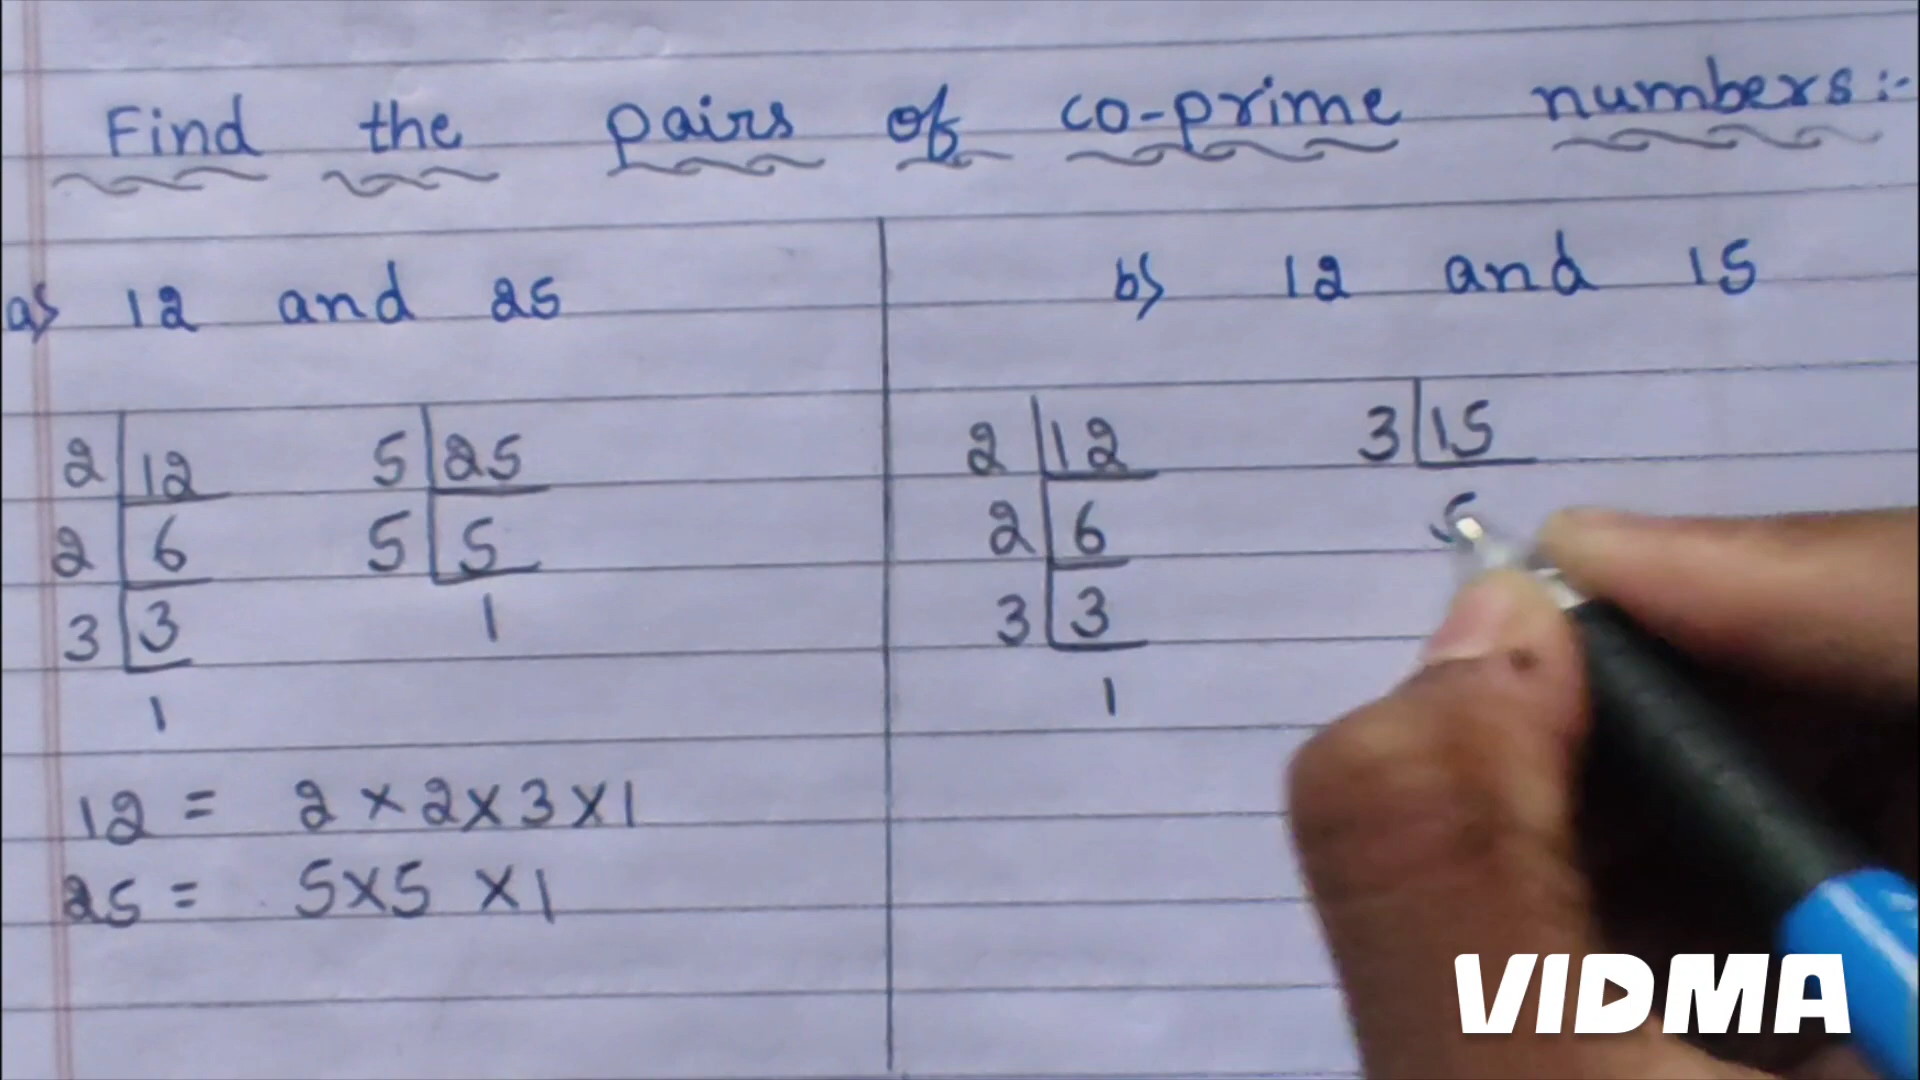 Find the pairs of co-prime numbers:-
a) 12 and 25
2 | 12
2 | 6
3 | 3
1
5 | 25
5 | 5
1
12 = 2 × 2 × 3 × 1
25 = 5 × 5 × 1
b) 12 and 15
2 | 12
2 | 6
3 | 3
1
3 | 15
5
VIDMA